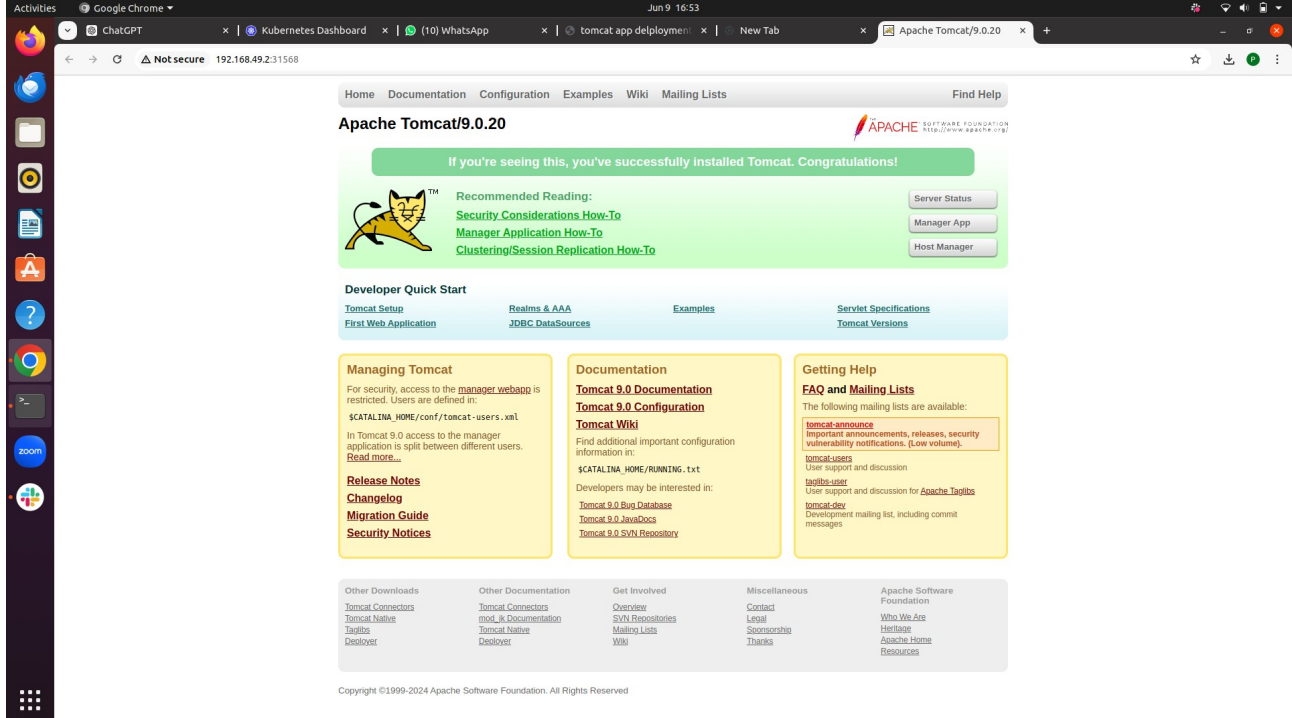 Activities
Google Chrome
Jun 9 16:53
ChatGPT
Kubernetes Dashboard
(10) WhatsApp
tomcat app delployment
New Tab
Apache Tomcat/9.0.20
Not secure 192.168.49.2:31568
P
Home Documentation Configuration Examples Wiki Mailing Lists Find Help
Apache Tomcat/9.0.20
THE
APACHE SOFTWARE FOUNDATION
http://www.apache.org/
If you're seeing this, you've successfully installed Tomcat. Congratulations!
TM
Recommended Reading:
Security Considerations How-To
Manager Application How-To
Clustering/Session Replication How-To
Server Status
Manager App
Host Manager
Developer Quick Start
Tomcat Setup
First Web Application
Realms & AAA
JDBC DataSources
Examples
Servlet Specifications
Tomcat Versions
Managing Tomcat
For security, access to the manager webapp is
restricted. Users are defined in:
$CATALINA_HOME/conf/tomcat-users.xml
In Tomcat 9.0 access to the manager
application is split between different users.
Read more...
Release Notes
Changelog
Migration Guide
Security Notices
Documentation
Tomcat 9.0 Documentation
Tomcat 9.0 Configuration
Tomcat Wiki
Find additional important configuration
information in:
$CATALINA_HOME/RUNNING.txt
Developers may be interested in:
Tomcat 9.0 Bug Database
Tomcat 9.0 JavaDocs
Tomcat 9.0 SVN Repository
Getting Help
FAQ and Mailing Lists
The following mailing lists are available:
tomcat-announce
Important announcements, releases, security
vulnerability notifications. (Low volume).
tomcat-users
User support and discussion
taglibs-user
User support and discussion for Apache Taglibs
tomcat-dev
Development mailing list, including commit
messages
Other Downloads
Tomcat Connectors
Tomcat Native
Taglibs
Deployer
Other Documentation
Tomcat Connectors
mod_jk Documentation
Tomcat Native
Deployer
Get Involved
Overview
SVN Repositories
Mailing Lists
Wiki
Miscellaneous
Contact
Legal
Sponsorship
Thanks
Apache Software
Foundation
Who We Are
Heritage
Apache Home
Resources
Copyright ©1999-2024 Apache Software Foundation. All Rights Reserved
zoom